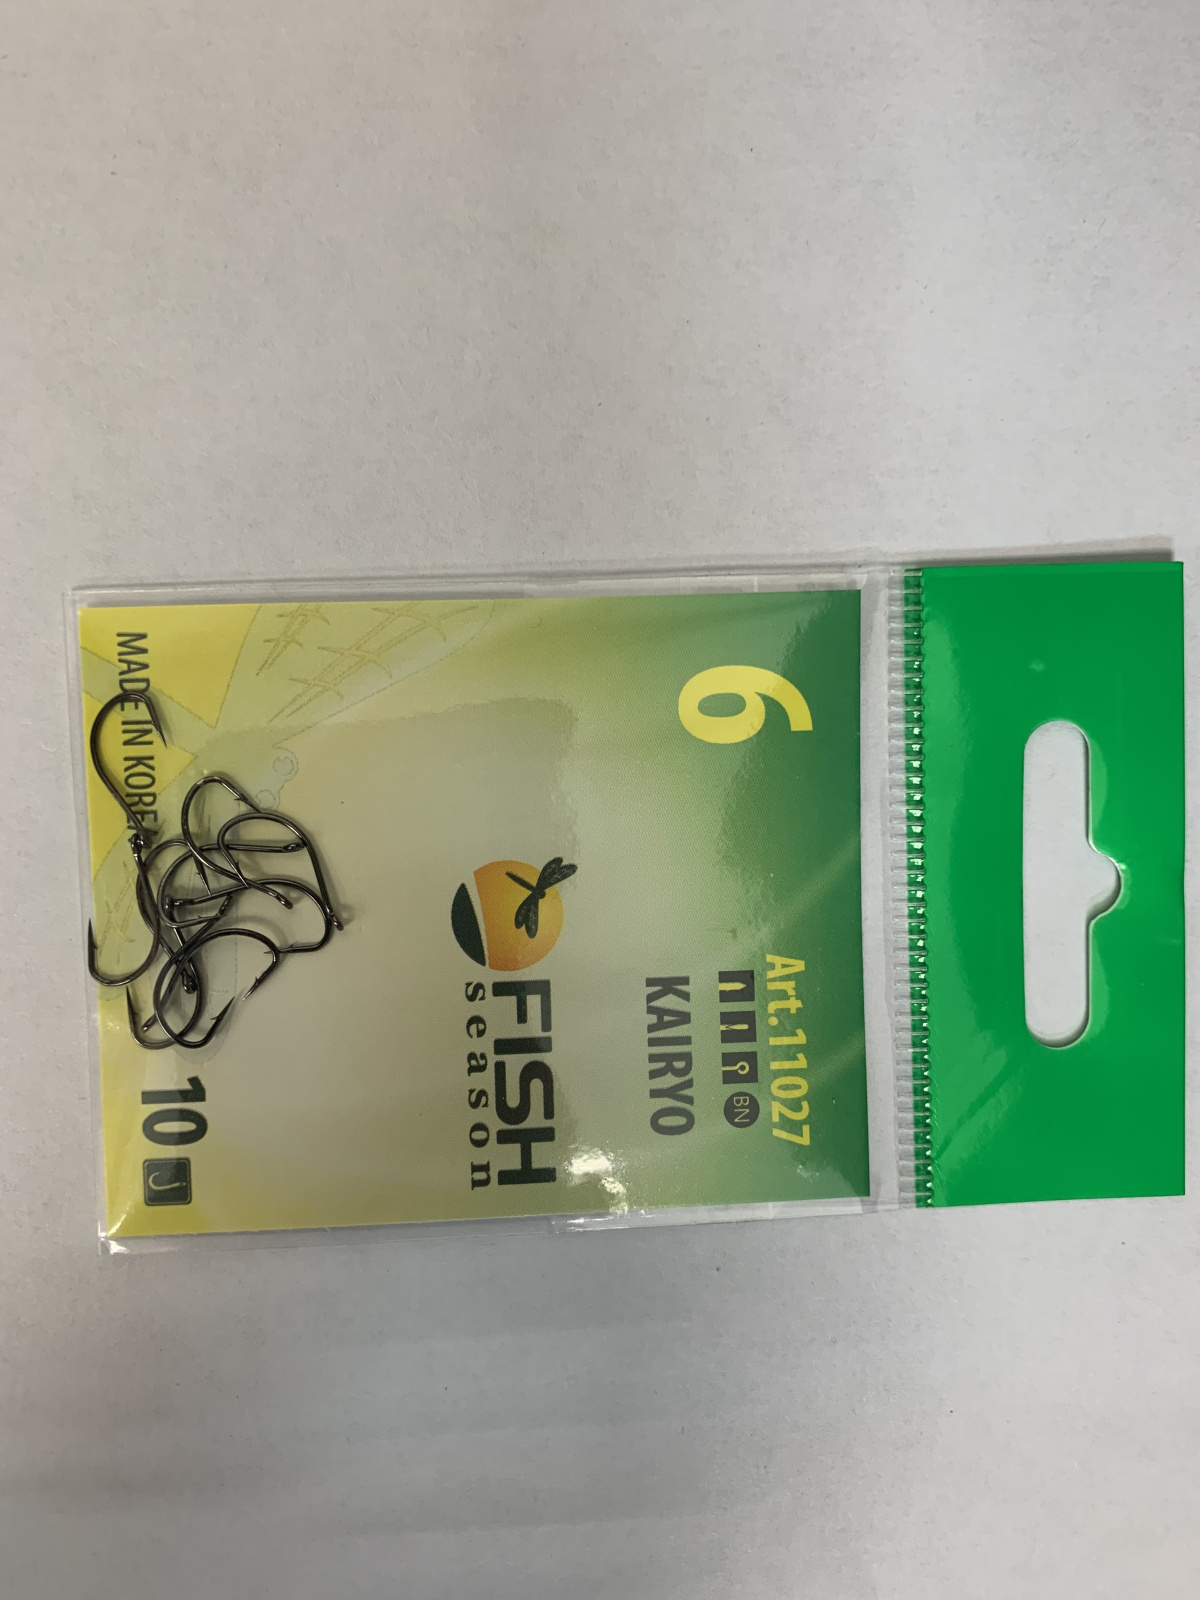 6
Art.11027
BN
KAIRYO
FISH
season
MADE IN KOREA
10